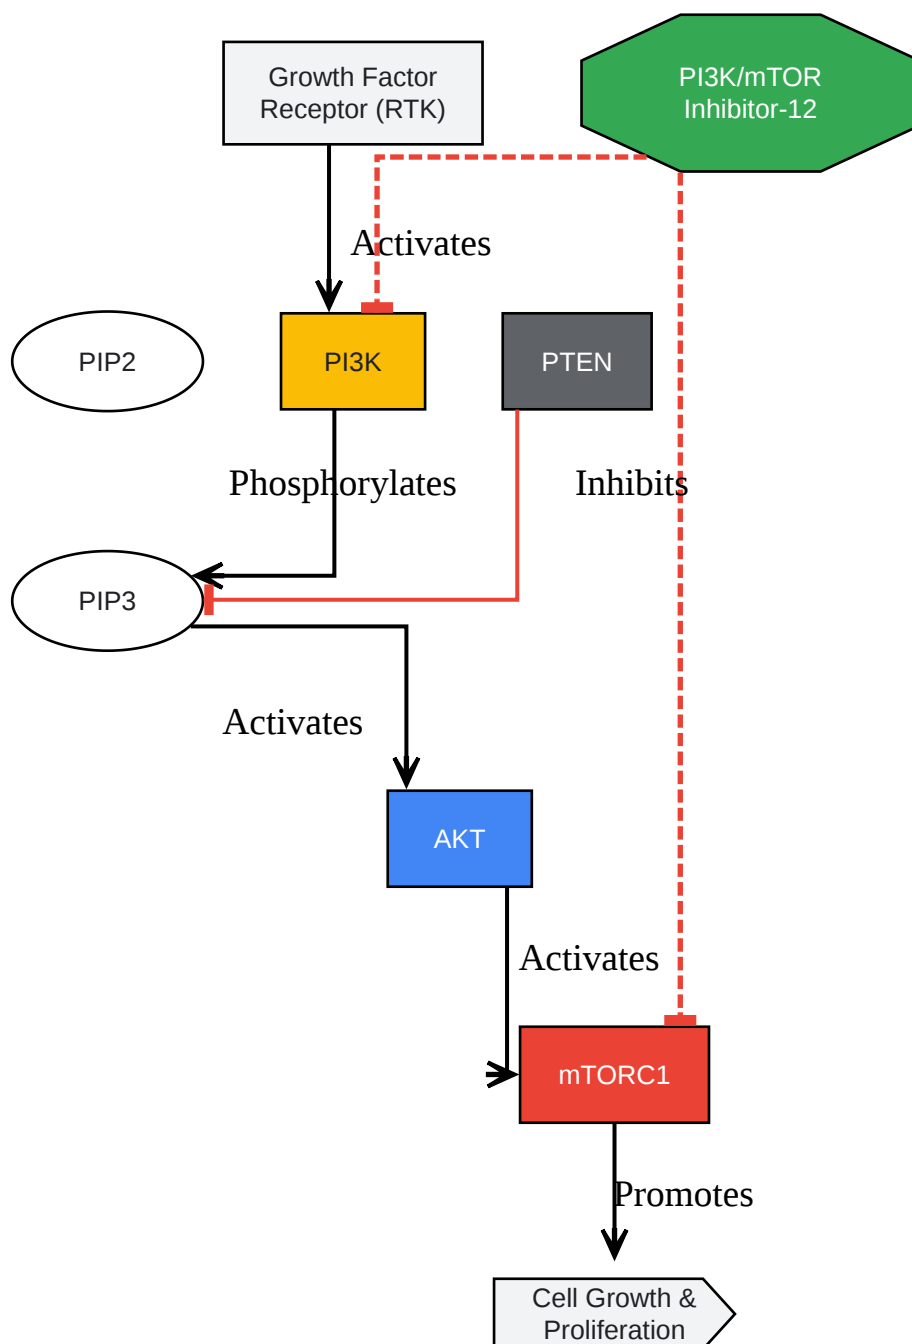 Growth Factor
Receptor (RTK)
PI3K/mTOR
Inhibitor-12
Activates
PIP2
PI3K
PTEN
Phosphorylates
Inhibits
PIP3
Activates
AKT
Activates
mTORC1
Promotes
Cell Growth &
Proliferation